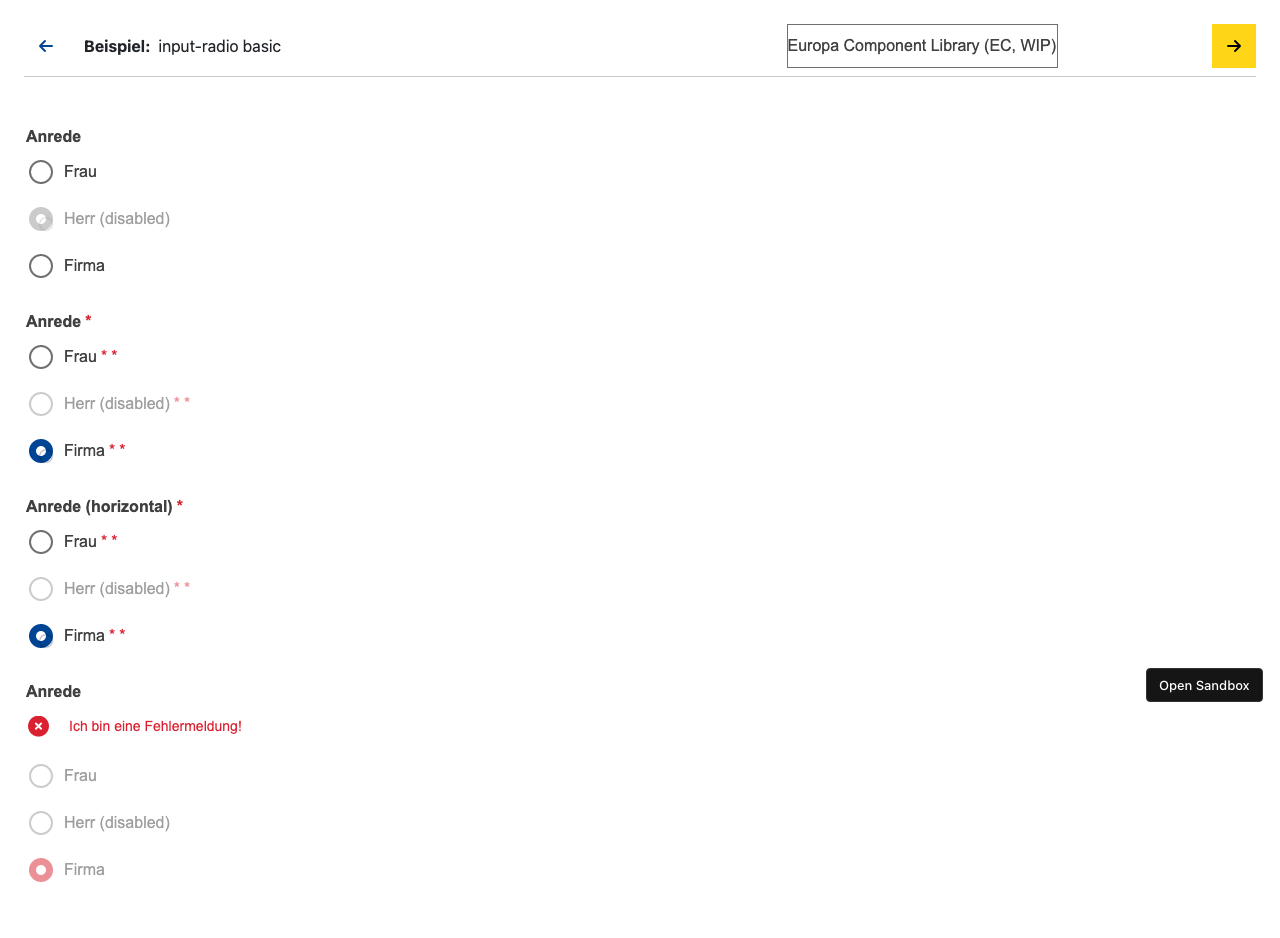 Beispiel: input-radio basic
Europa Component Library (EC, WIP)
Anrede
Frau
Herr (disabled)
Firma
Anrede *
Frau * *
Herr (disabled) * *
Firma * *
Anrede (horizontal) *
Frau * *
Herr (disabled) * *
Firma * *
Anrede
Open Sandbox
Ich bin eine Fehlermeldung!
Frau
Herr (disabled)
Firma